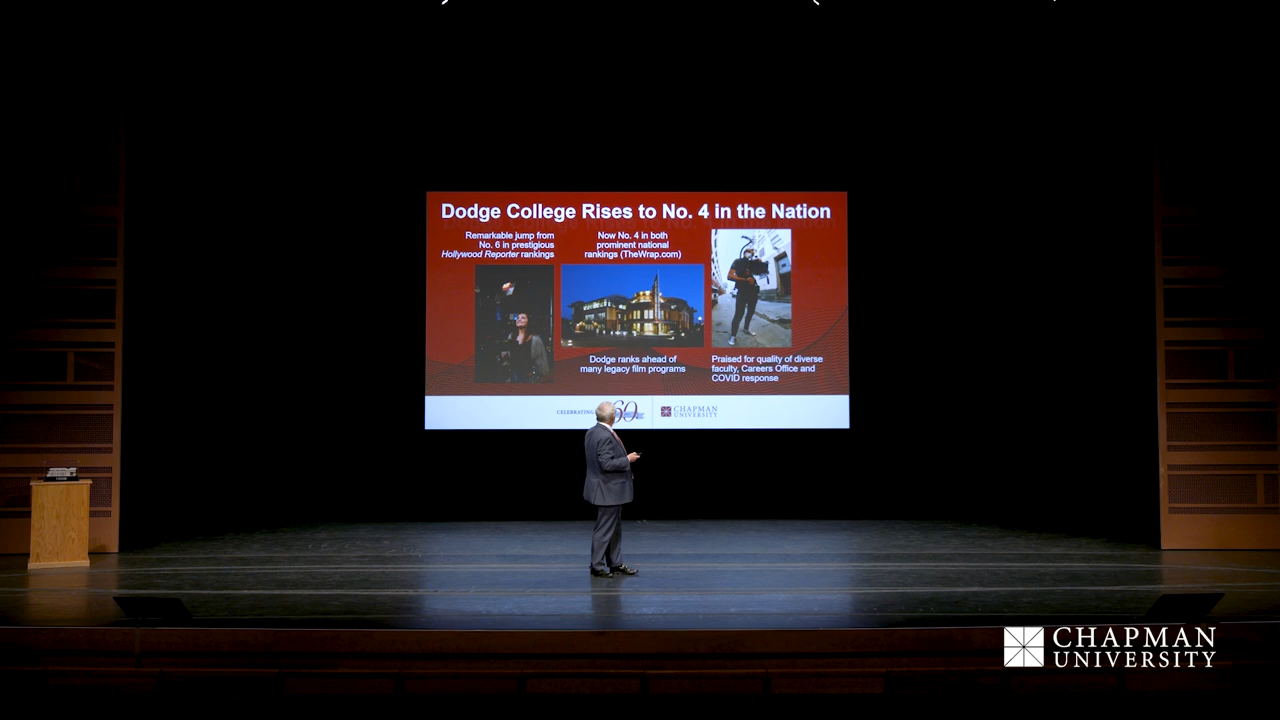 Dodge College Rises to No. 4 in the Nation
Remarkable jump from
No. 6 in prestigious
Hollywood Reporter rankings
Now No. 4 in both
prominent national
rankings (TheWrap.com)
Dodge ranks ahead of
many legacy film programs
Praised for quality of diverse
faculty, Careers Office and
COVID response
CELEBRATING
60
CHAPMAN
UNIVERSITY
CHAPMAN
UNIVERSITY